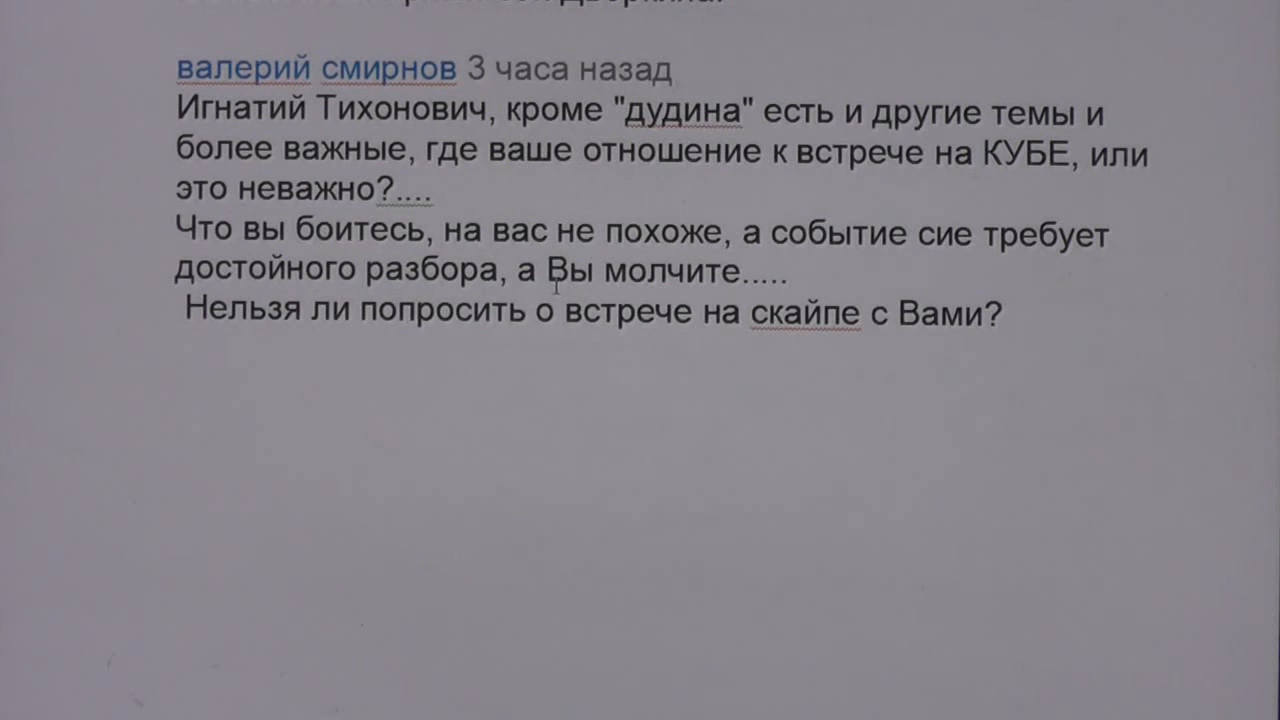 валерий смирнов 3 часа назад
Игнатий Тихонович, кроме "дудина" есть и другие темы и
более важные, где ваше отношение к встрече на КУБЕ, или
это неважно?....
Что вы боитесь, на вас не похоже, а событие сие требует
достойного разбора, а Вы молчите.....
Нельзя ли попросить о встрече на скайпе с Вами?